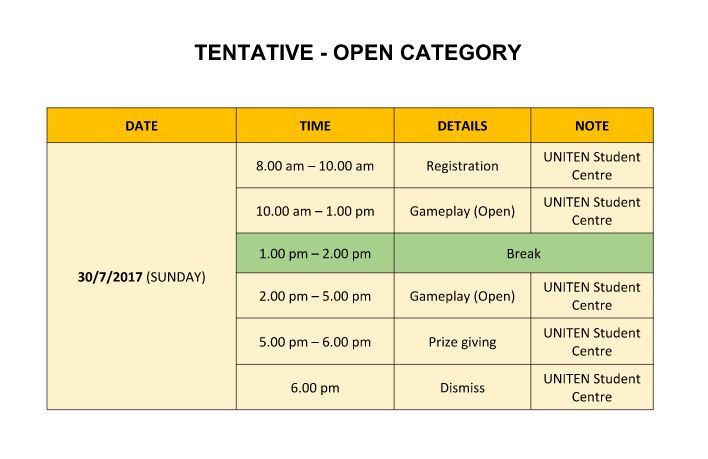 TENTATIVE - OPEN CATEGORY
DATE TIME DETAILS NOTE
30/7/2017 (SUNDAY)
8.00 am – 10.00 am Registration UNITEN Student
Centre
10.00 am – 1.00 pm Gameplay (Open) UNITEN Student
Centre
1.00 pm – 2.00 pm Break
2.00 pm – 5.00 pm Gameplay (Open) UNITEN Student
Centre
5.00 pm – 6.00 pm Prize giving UNITEN Student
Centre
6.00 pm Dismiss UNITEN Student
Centre